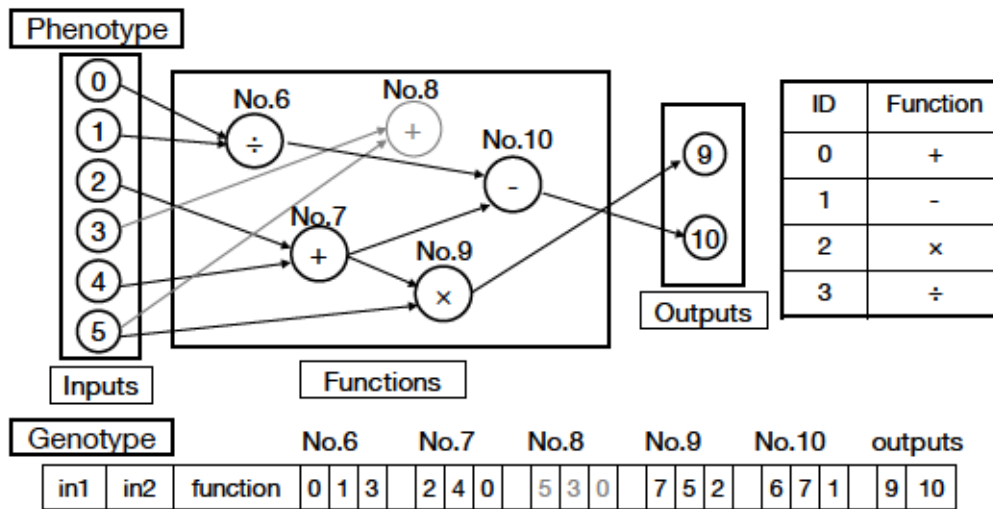 Phenotype
0
1
2
3
4
5
Inputs
No.6
÷
No.8
+
No.10
-
No.7
+
No.9
×
Functions
9
10
Outputs
ID Function
0 +
1 -
2 ×
3 ÷
Genotype No.6 No.7 No.8 No.9 No.10 outputs
in1 in2 function 0 1 3 2 4 0 5 3 0 7 5 2 6 7 1 9 10